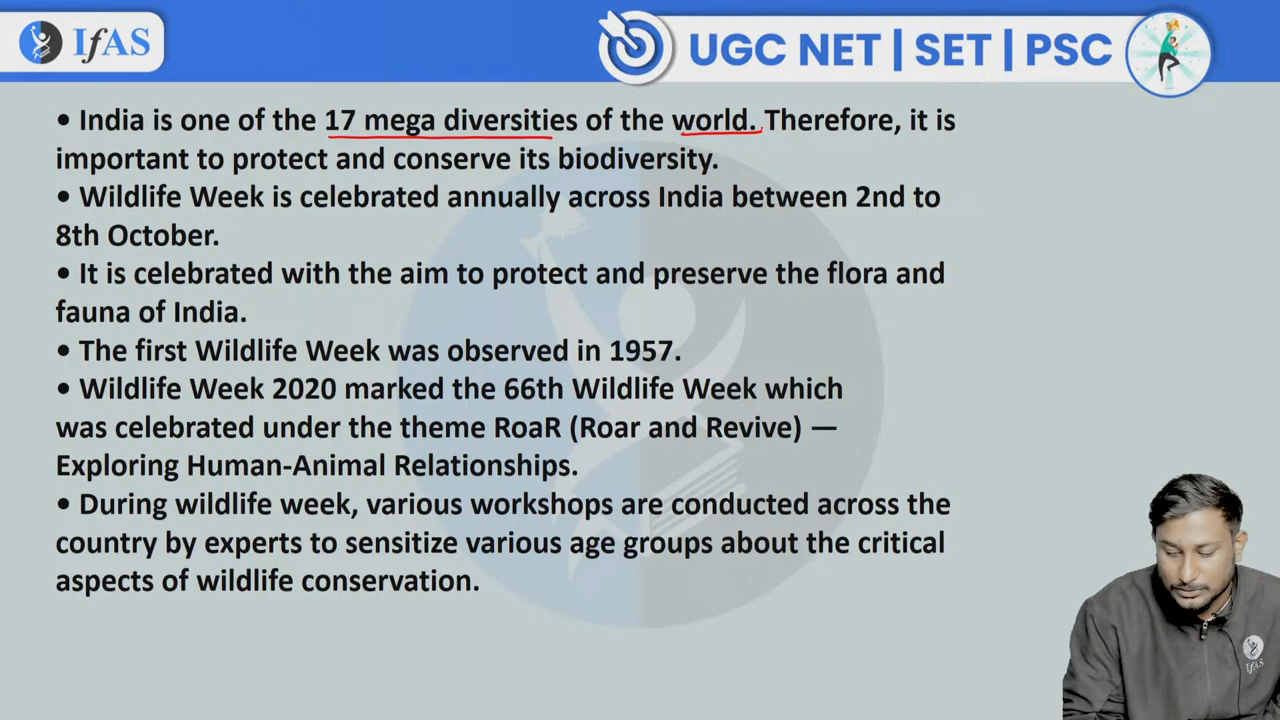 IfAS
UGC NET | SET | PSC
• India is one of the 17 mega diversities of the world. Therefore, it is
important to protect and conserve its biodiversity.
• Wildlife Week is celebrated annually across India between 2nd to
8th October.
• It is celebrated with the aim to protect and preserve the flora and
fauna of India.
• The first Wildlife Week was observed in 1957.
• Wildlife Week 2020 marked the 66th Wildlife Week which
was celebrated under the theme RoaR (Roar and Revive) —
Exploring Human-Animal Relationships.
• During wildlife week, various workshops are conducted across the
country by experts to sensitize various age groups about the critical
aspects of wildlife conservation.
IfAS